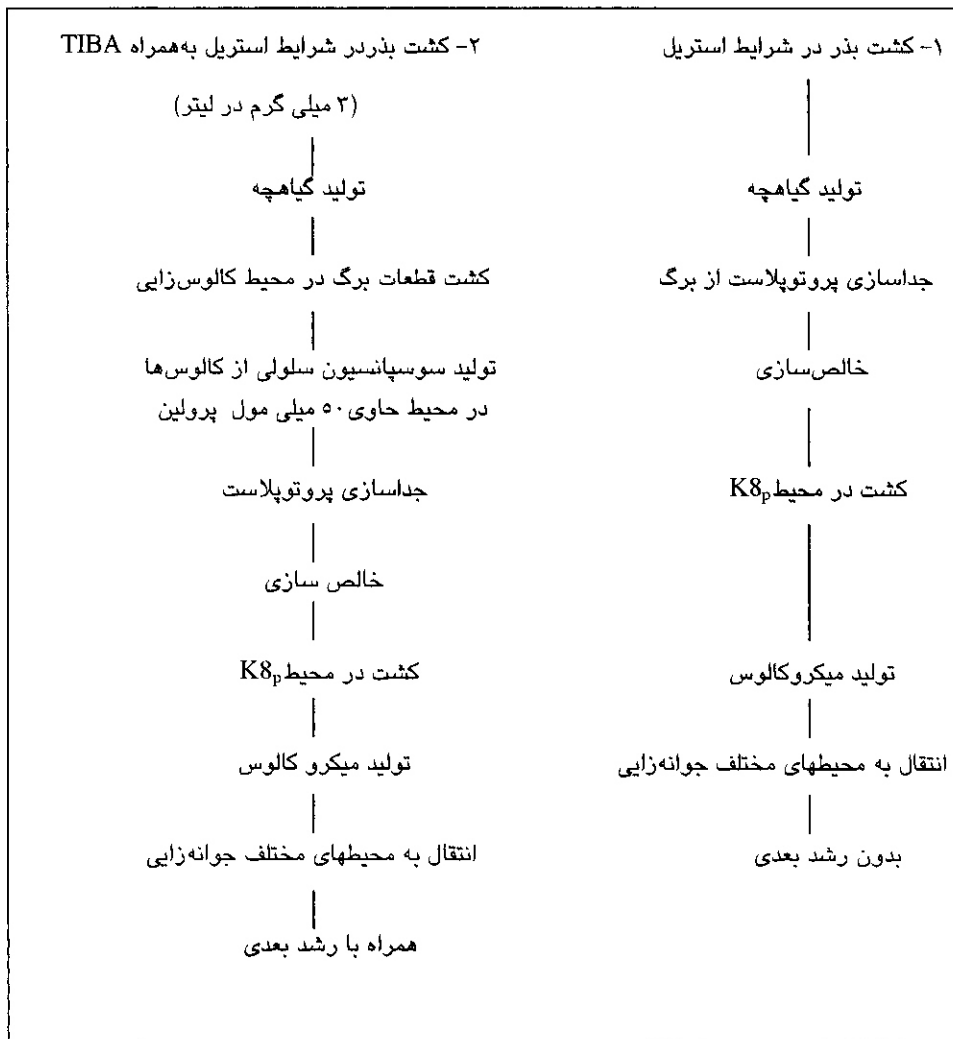 ۱- کشت بذر در شرایط استریل
تولید گیاهچه
جداسازی پروتوپلاست از برگ
خالص‌سازی
کشت در محیط K8p
تولید میکروکالوس
انتقال به محیطهای مختلف جوانه‌زایی
بدون رشد بعدی
۲- کشت بذردر شرایط استریل به‌همراه TIBA
(۳ میلی گرم در لیتر)
تولید گیاهچه
کشت قطعات برگ در محیط کالوس‌زایی
تولید سوسپانسیون سلولی از کالوس‌ها
در محیط حاوی ۵۰ میلی مول پرولین
جداسازی پروتوپلاست
خالص سازی
کشت در محیط K8p
تولید میکرو کالوس
انتقال به محیطهای مختلف جوانه‌زایی
همراه با رشد بعدی